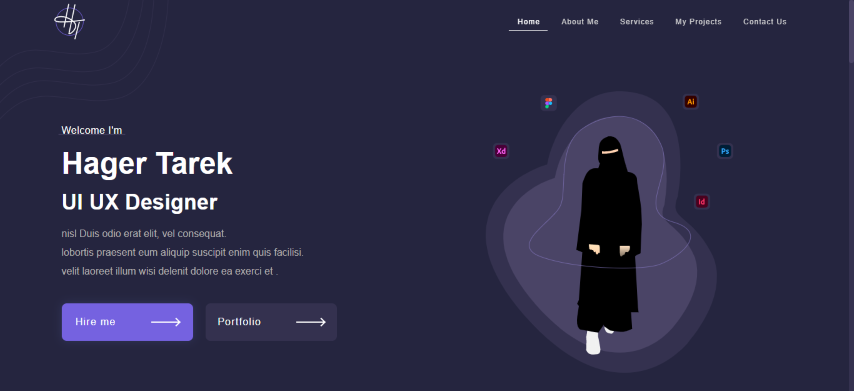 Home About Me Services My Projects Contact Us
Ai
Xd
Ps
Id
Welcome I'm
Hager Tarek
UI UX Designer
nisl Duis odio erat elit, vel consequat.
lobortis praesent eum aliquip suscipit enim quis facilisi.
velit laoreet illum wisi delenit dolore ea exerci et .
Hire me
Portfolio